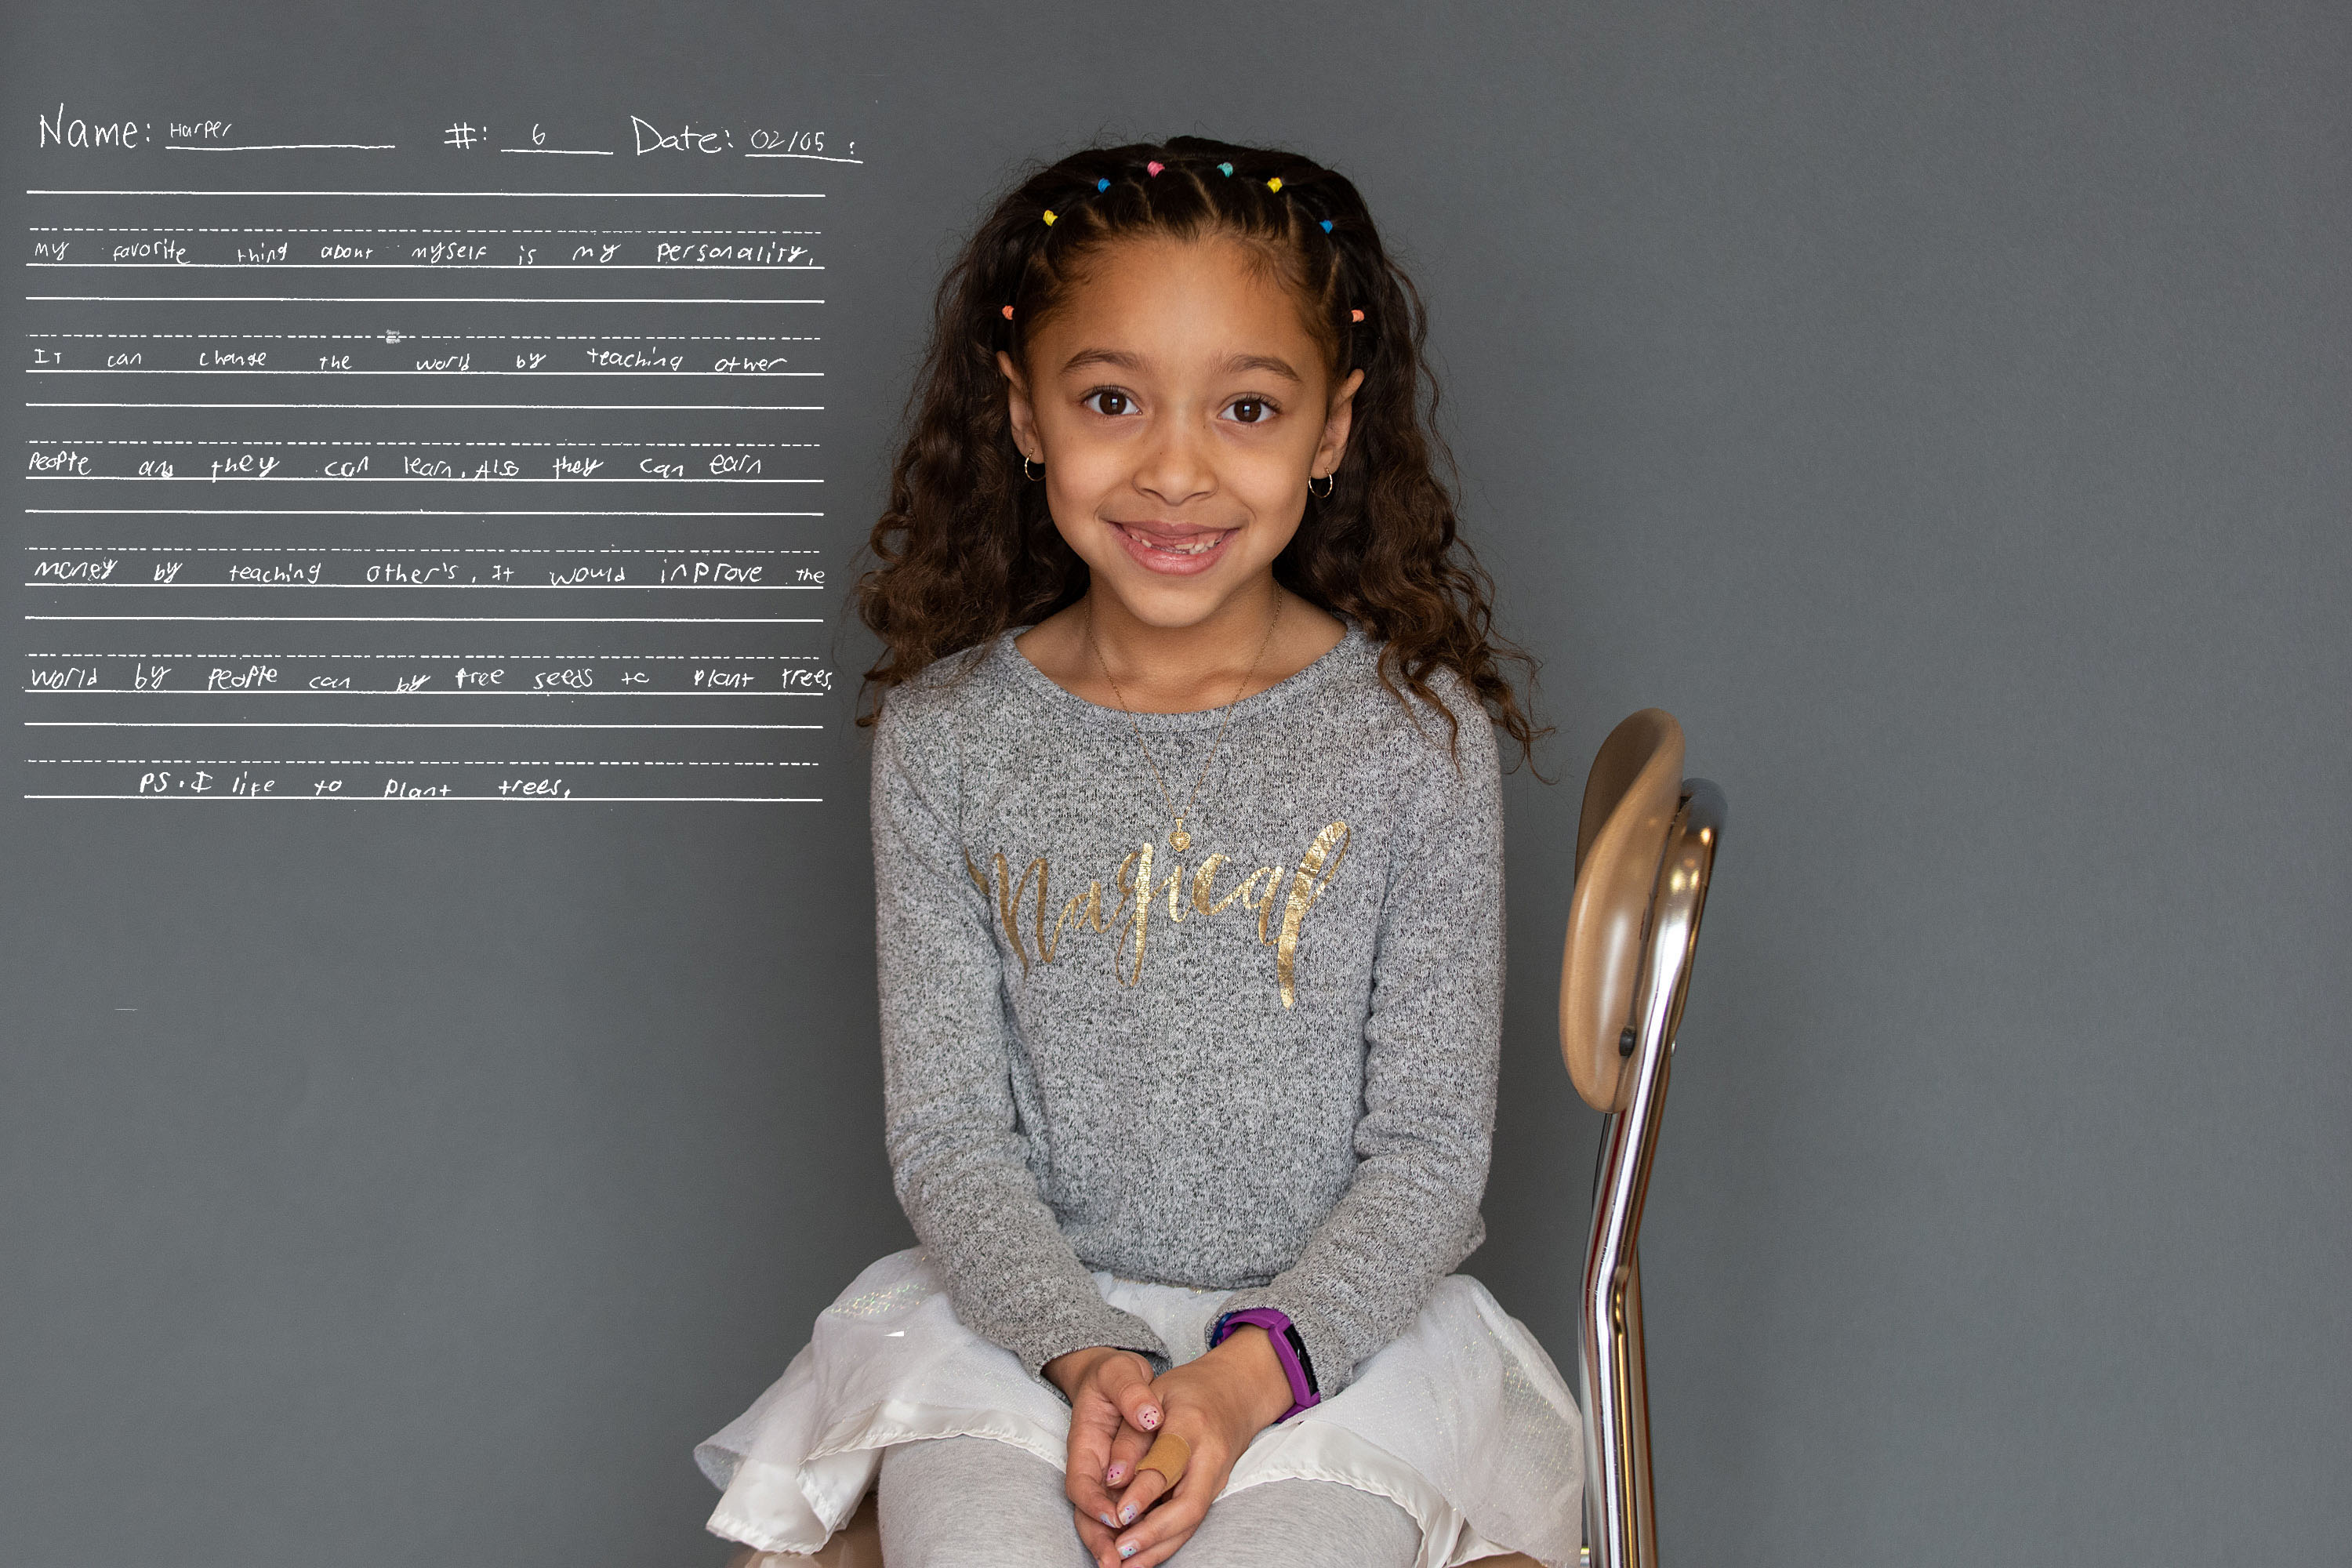 Name: Harper #: 6 Date: 02/05
My favorite thing about myself is my personality.
It can change the world by teaching other
people and they can learn. Also they can earn
money by teaching other's. It would inprove the
world by people can by free seeds to plant trees.
PS. I like to plant trees.
Magical